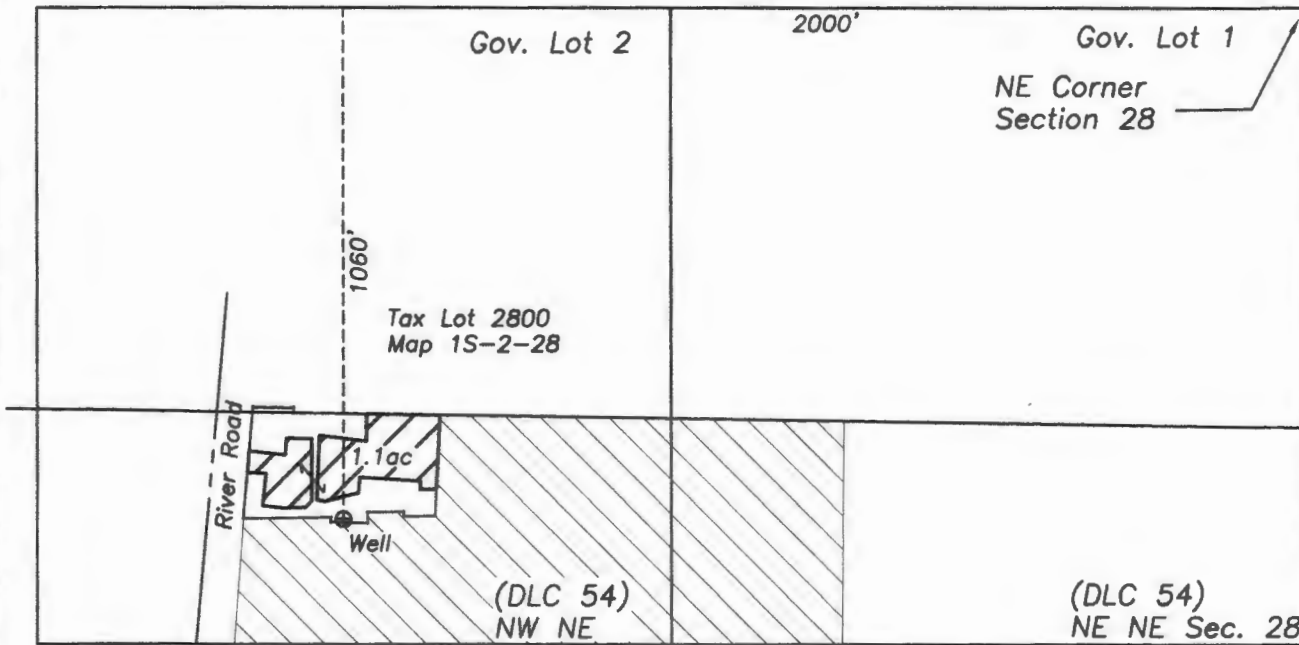 2000'
Gov. Lot 2
Gov. Lot 1
NE Corner
Section 28
1060'
Tax Lot 2800
Map 1S-2-28
River Road
1.1ac
Well
(DLC 54)
NW NE
(DLC 54)
NE NE Sec. 28